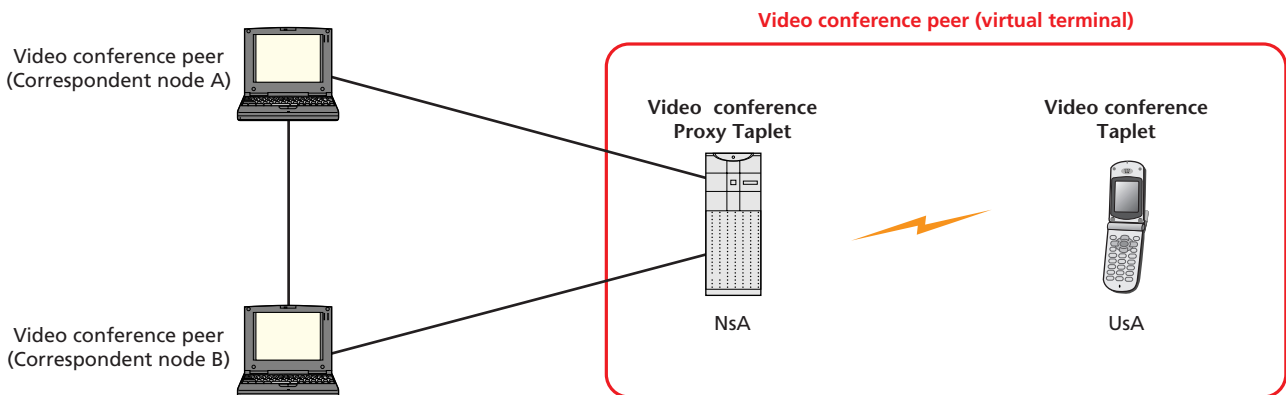 Video conference peer (virtual terminal)
Video conference peer
(Correspondent node A)
Video conference
Proxy Taplet
Video conference
Taplet
NsA
UsA
Video conference peer
(Correspondent node B)